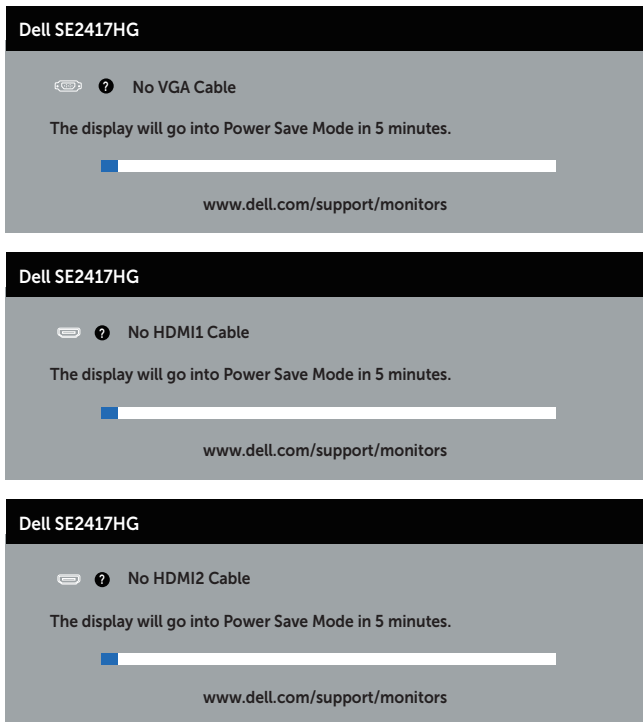 Dell SE2417HG
? No VGA Cable
The display will go into Power Save Mode in 5 minutes.
www.dell.com/support/monitors
Dell SE2417HG
? No HDMI1 Cable
The display will go into Power Save Mode in 5 minutes.
www.dell.com/support/monitors
Dell SE2417HG
? No HDMI2 Cable
The display will go into Power Save Mode in 5 minutes.
www.dell.com/support/monitors